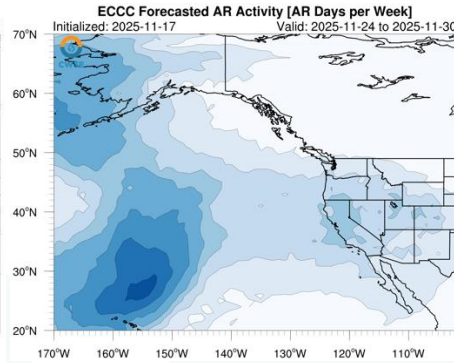 ECCC Forecasted AR Activity [AR Days per Week]
Initialized: 2025-11-17 Valid: 2025-11-24 to 2025-11-30
70°N
60°N
50°N
40°N
30°N
20°N
170°W 160°W 150°W 140°W 130°W 120°W 110°W